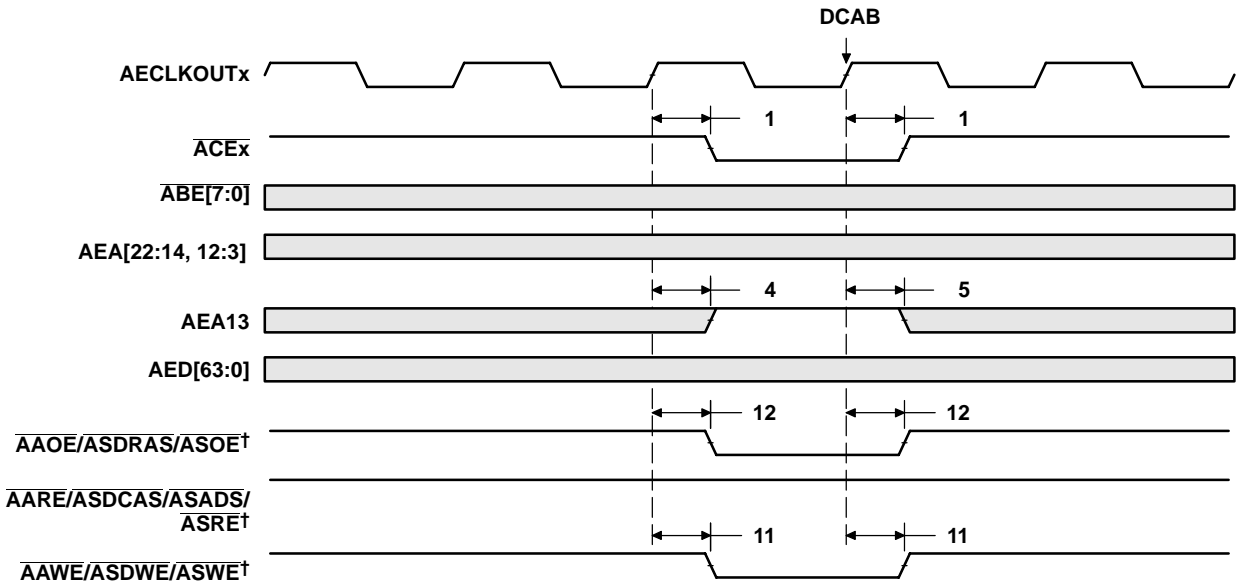 DCAB
AECLKOUTx
1 1
ACEx
ABE[7:0]
AEA[22:14, 12:3]
4 5
AEA13
AED[63:0]
12 12
AAOE/ASDRAS/ASOE†
AARE/ASDCAS/ASADS/
ASRE†
11 11
AAWE/ASDWE/ASWE†